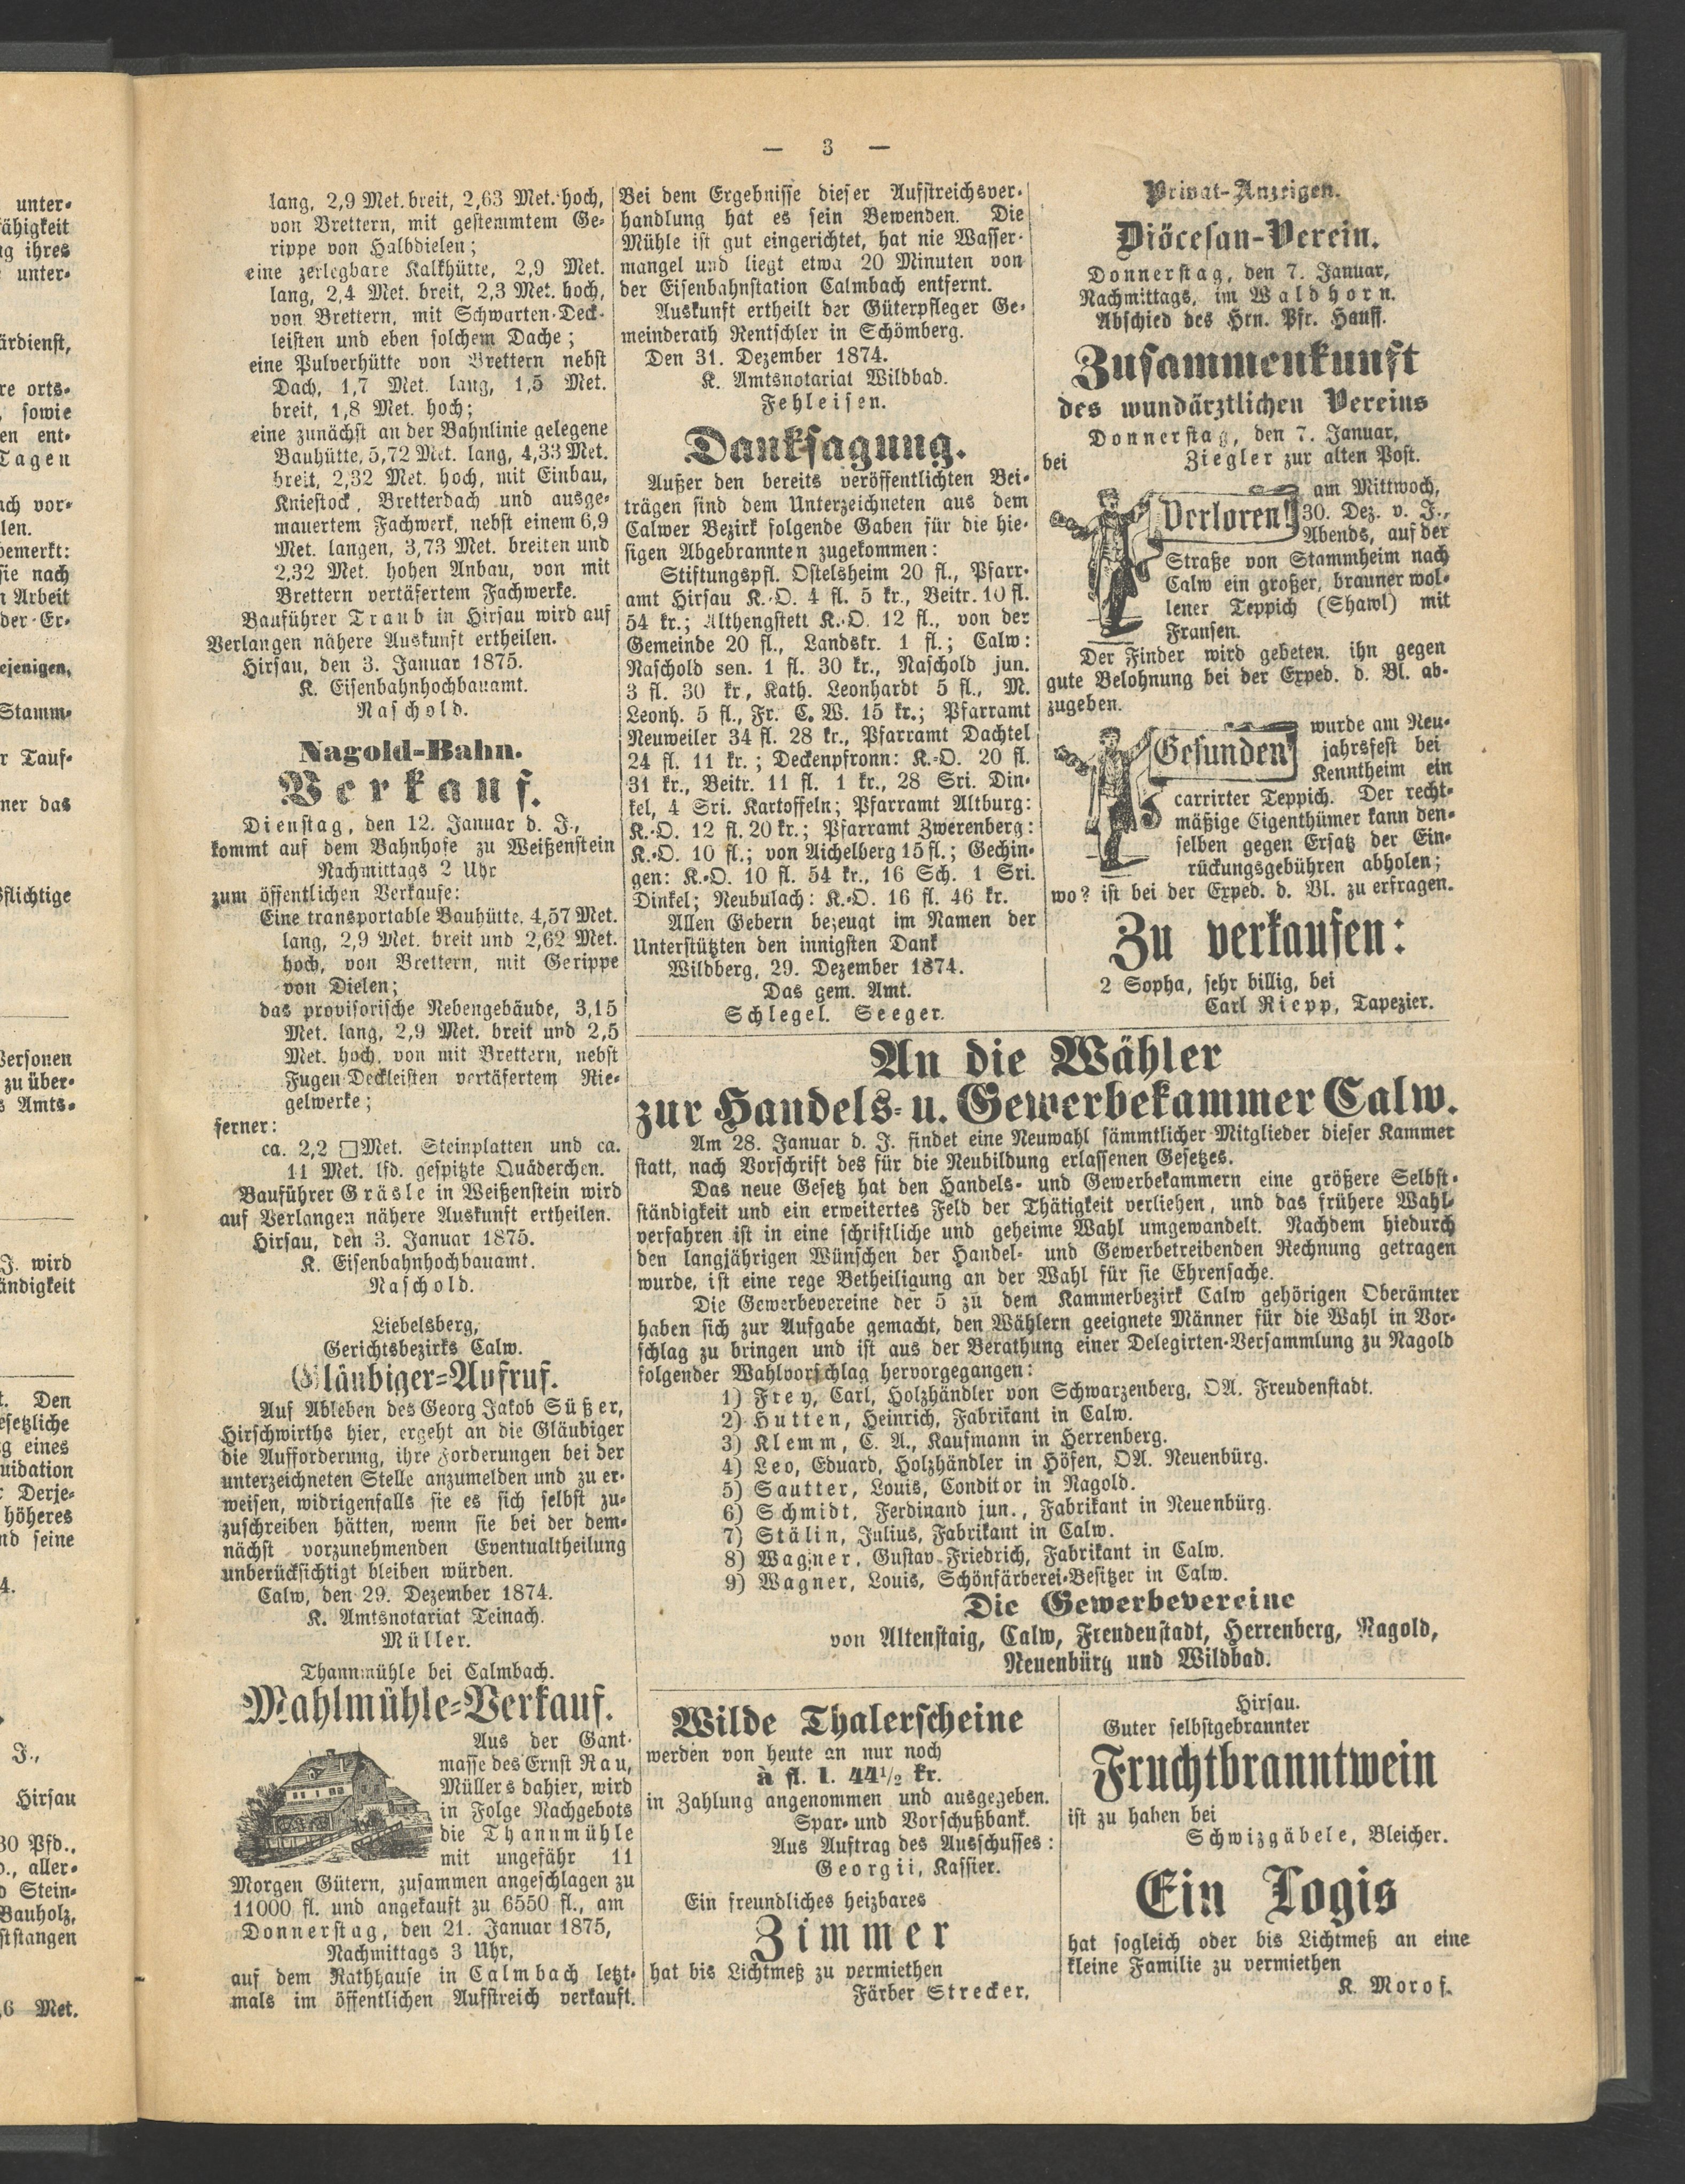 — 3 —
lang, 2,9 Met. breit, 2,63 Met. hoch,
von Brettern, mit gestemmtem Ge-
rippe von Halbdielen;
eine zerlegbare Kalkhütte, 2,9 Met.
lang, 2,4 Met. breit, 2,3 Met. hoch,
von Brettern, mit Schwarten-Deck-
leisten und eben solchem Dache;
eine Pulverhütte von Brettern nebst
Dach, 1,7 Met. lang, 1,5 Met.
breit, 1,8 Met. hoch;
eine zunächst an der Bahnlinie gelegene
Bauhütte, 5,72 Met. lang, 4,33 Met.
breit, 2,32 Met. hoch, mit Einbau,
Kniestock, Bretterdach und ausge-
mauertem Fachwerk, nebst einem 6,9
Met. langen, 3,73 Met. breiten und
2,32 Met. hohen Anbau, von mit
Brettern vertäfertem Fachwerke.
Bauführer Traub in Hirsau wird auf
Verlangen nähere Auskunft ertheilen.
Hirsau, den 3. Januar 1875.
K. Eisenbahnhochbauamt.
Naschold.
Nagold-Bahn.
Verkauf.
Dienstag, den 12. Januar d. J.,
kommt auf dem Bahnhofe zu Weißenstein
Nachmittags 2 Uhr
zum öffentlichen Verkaufe:
Eine transportable Bauhütte, 4,57 Met.
lang, 2,9 Met. breit und 2,62 Met.
hoch, von Brettern, mit Gerippe
von Dielen;
das provisorische Nebengebäude, 3,15
Met. lang, 2,9 Met. breit und 2,5
Met. hoch, von mit Brettern, nebst
Fugen-Deckleisten vertäfertem Rie-
gelwerke;
ferner:
ca. 2,2 □Met. Steinplatten und ca.
11 Met. lfd. gespitzte Quäderchen.
Bauführer Gräsle in Weißenstein wird
auf Verlangen nähere Auskunft ertheilen.
Hirsau, den 3. Januar 1875.
K. Eisenbahnhochbauamt.
Naschold.
Liebelsberg,
Gerichtsbezirks Calw.
Gläubiger-Aufruf.
Auf Ableben des Georg Jakob Süßer,
Hirschwirths hier, ergeht an die Gläubiger
die Aufforderung, ihre Forderungen bei der
unterzeichneten Stelle anzumelden und zu er-
weisen, widrigenfalls sie es sich selbst zu-
zuschreiben hätten, wenn sie bei der dem-
nächst vorzunehmenden Eventualtheilung
unberücksichtigt bleiben würden.
Calw, den 29. Dezember 1874.
K. Amtsnotariat Teinach.
Müller.
Thannmühle bei Calmbach.
Mahlmühle-Verkauf.
Aus der Gant-
masse des Ernst Rau,
Müllers dahier, wird
in Folge Nachgebots
die Thannmühle
mit ungefähr 11
Morgen Gütern, zusammen angeschlagen zu
11000 fl. und angekauft zu 6550 fl., am
Donnerstag, den 21. Januar 1875,
Nachmittags 3 Uhr,
auf dem Rathhause in Calmbach letzt-
mals im öffentlichen Aufstreich verkauft.
Bei dem Ergebnisse dieser Aufstreichsver-
handlung hat es sein Bewenden. Die
Mühle ist gut eingerichtet, hat nie Wasser-
mangel und liegt etwa 20 Minuten von
der Eisenbahnstation Calmbach entfernt.
Auskunft ertheilt der Güterpfleger Ge-
meinderath Rentschler in Schömberg.
Den 31. Dezember 1874.
K. Amtsnotariat Wildbad.
Fehleisen.
Danksagung.
Außer den bereits veröffentlichten Bei-
trägen sind dem Unterzeichneten aus dem
Calwer Bezirk folgende Gaben für die hie-
sigen Abgebrannten zugekommen:
Stiftungspfl. Ostelsheim 20 fl., Pfarr-
amt Hirsau K.-O. 4 fl. 5 kr., Beitr. 10 fl.
54 kr.; Althengstett K.-O. 12 fl., von der
Gemeinde 20 fl., Landskr. 1 fl.; Calw:
Naschold sen. 1 fl. 30 kr., Naschold jun.
3 fl. 30 kr, Kath. Leonhardt 5 fl., M.
Leonh. 5 fl., Fr. C. W. 15 kr.; Pfarramt
Neuweiler 34 fl. 28 kr., Pfarramt Dachtel
24 fl. 11 kr.; Deckenpfronn: K.-O. 20 fl.
31 kr., Beitr. 11 fl. 1 kr., 28 Sri. Din-
kel, 4 Sri. Kartoffeln; Pfarramt Altburg:
K.-O. 12 fl. 20 kr.; Pfarramt Zwerenberg:
K.-O. 10 fl.; von Aichelberg 15 fl.; Gechin-
gen: K.-O. 10 fl. 54 kr., 16 Sch. 1 Sri.
Dinkel; Neubulach: K.-O. 16 fl. 46 kr.
Allen Gebern bezeugt im Namen der
Unterstützten den innigsten Dank
Wildberg, 29. Dezember 1874.
Das gem. Amt.
Schlegel. Seeger.
Privat-Anzeigen.
Diöcesan-Verein.
Donnerstag, den 7. Januar,
Nachmittags, im Waldhorn.
Abschied des Hrn. Pfr. Hauff.
Zusammenkunft
des wundärztlichen Vereins
Donnerstag, den 7. Januar,
bei Ziegler zur alten Post.
Verloren!
am Mittwoch,
30. Dez. v. J.,
Abends, auf der
Straße von Stammheim nach
Calw ein großer, brauner wol-
lener Teppich (Shawl) mit
Fransen.
Der Finder wird gebeten, ihn gegen
gute Belohnung bei der Exped. d. Bl. ab-
zugeben.
Gefunden
wurde am Neu-
jahrsfest bei
Kenntheim ein
carrirter Teppich. Der recht-
mäßige Eigenthümer kann den-
selben gegen Ersatz der Ein-
rückungsgebühren abholen;
wo? ist bei der Exped. d. Bl. zu erfragen.
Zu verkaufen:
2 Sopha, sehr billig, bei
Carl Riepp, Tapezier.
An die Wähler
zur Handels- u. Gewerbekammer Calw.
Am 28. Januar d. J. findet eine Neuwahl sämmtlicher Mitglieder dieser Kammer
statt, nach Vorschrift des für die Neubildung erlassenen Gesetzes.
Das neue Gesetz hat den Handels- und Gewerbekammern eine größere Selbst-
ständigkeit und ein erweitertes Feld der Thätigkeit verliehen, und das frühere Wahl-
verfahren ist in eine schriftliche und geheime Wahl umgewandelt. Nachdem hiedurch
den langjährigen Wünschen der Handel- und Gewerbetreibenden Rechnung getragen
wurde, ist eine rege Betheiligung an der Wahl für sie Ehrensache.
Die Gewerbevereine der 5 zu dem Kammerbezirk Calw gehörigen Oberämter
haben sich zur Aufgabe gemacht, den Wählern geeignete Männer für die Wahl in Vor-
schlag zu bringen und ist aus der Berathung einer Delegirten-Versammlung zu Nagold
folgender Wahlvorschlag hervorgegangen:
1) Frey, Carl, Holzhändler von Schwarzenberg, OA. Freudenstadt.
2) Hutten, Heinrich, Fabrikant in Calw.
3) Klemm, C. A., Kaufmann in Herrenberg.
4) Leo, Eduard, Holzhändler in Höfen, OA. Neuenbürg.
5) Sautter, Louis, Conditor in Nagold.
6) Schmidt, Ferdinand jun., Fabrikant in Neuenbürg.
7) Stälin, Julius, Fabrikant in Calw.
8) Wagner, Gustav Friedrich, Fabrikant in Calw.
9) Wagner, Louis, Schönfärberei-Besitzer in Calw.
Die Gewerbevereine
von Altenstaig, Calw, Freudenstadt, Herrenberg, Nagold,
Neuenbürg und Wildbad.
Wilde Thalerscheine
werden von heute an nur noch
à fl. 1. 44½ kr.
in Zahlung angenommen und ausgegeben.
Spar- und Vorschußbank.
Aus Auftrag des Ausschusses:
Georgii, Kassier.
Ein freundliches heizbares
Zimmer
hat bis Lichtmeß zu vermiethen
Färber Strecker.
Hirsau.
Guter selbstgebrannter
Fruchtbranntwein
ist zu haben bei
Schwizgäbele, Bleicher.
Ein Logis
hat sogleich oder bis Lichtmeß an eine
kleine Familie zu vermiethen
K. Morof.